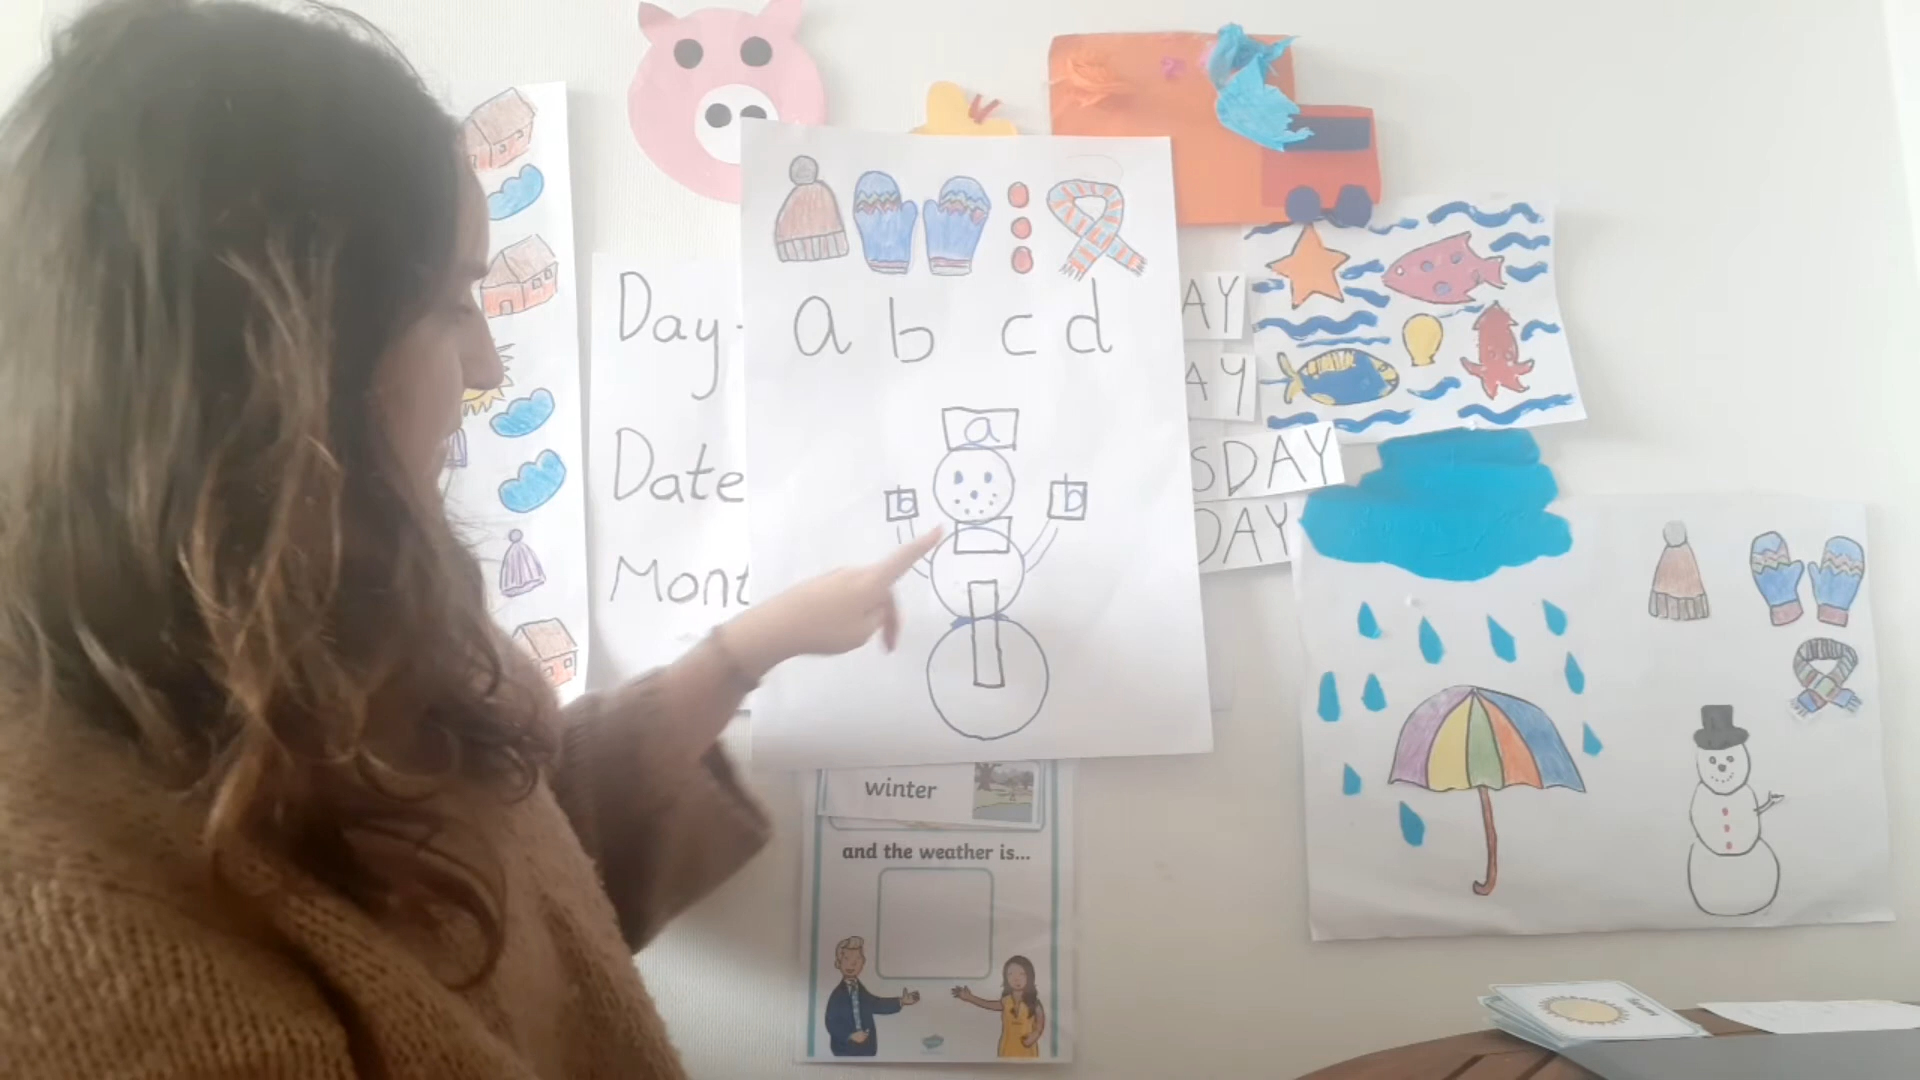 Day
a b c d
a
b b
Date
Mont
AY
AY
SDAY
DAY
winter
and the weather is...